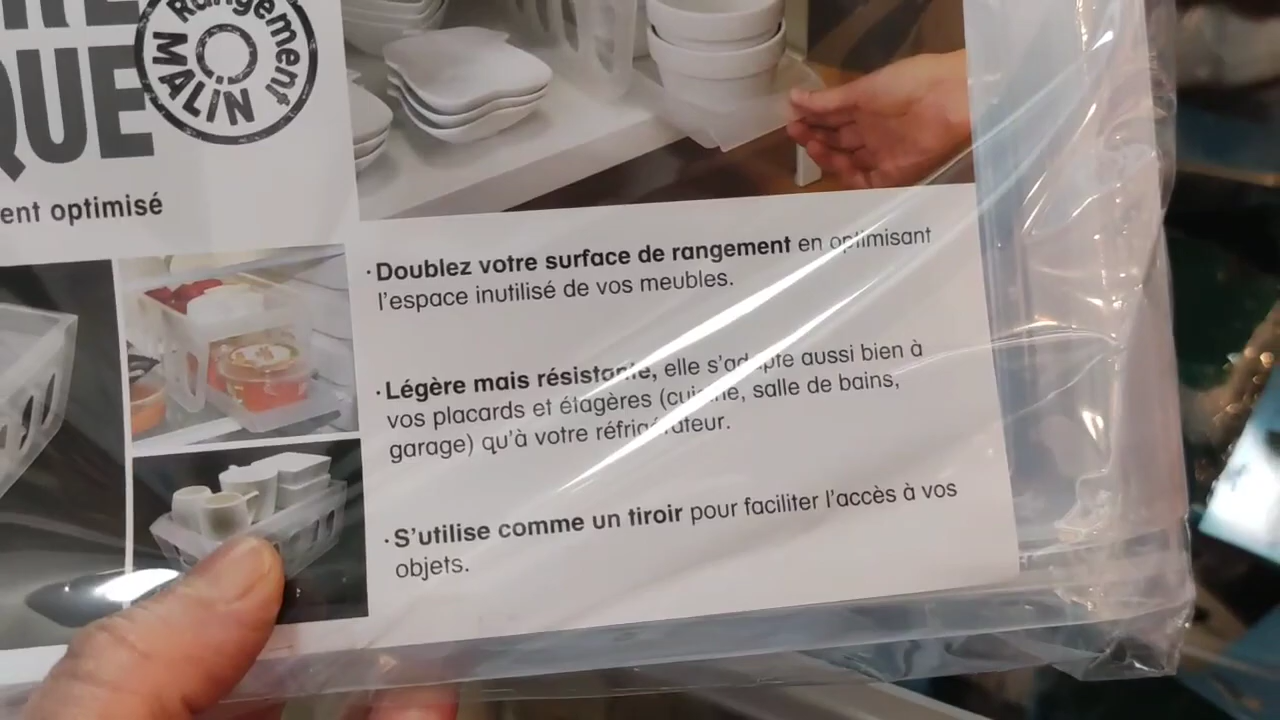 Rangement
MALIN
QUE
ent optimisé
· Doublez votre surface de rangement en optimisant
l'espace inutilisé de vos meubles.
· Légère mais résistante, elle s'adapte aussi bien à
vos placards et étagères (cuisine, salle de bains,
garage) qu'à votre réfrigérateur.
· S'utilise comme un tiroir pour faciliter l'accès à vos
objets.